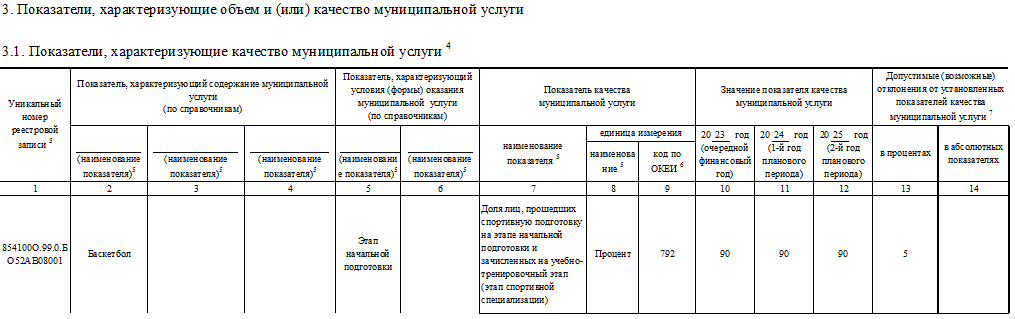 3. Показатели, характеризующие объем и (или) качество муниципальной услуги
3.1. Показатели, характеризующие качество муниципальной услуги 4
Уникальный
номер
реестровой
записи 5
Показатель, характеризующий содержание муниципальной
услуги
(по справочникам)
Показатель, характеризующий
условия (формы) оказания
муниципальной услуги
(по справочникам)
Показатель качества
муниципальной услуги
Значение показателя качества
муниципальной услуги
Допустимые (возможные)
отклонения от установленных
показателей качества
муниципальной услуги 7
(наименование
показателя)5
(наименование
показателя)5
(наименование
показателя)5
(наименовани
е показателя)5
(наименование
показателя)5
наименование
показателя 5
единица измерения
наименова
ние 5
код по
ОКЕИ 6
20 23 год
(очередной
финансовый
год)
20 24 год
(1-й год
планового
периода)
20 25 год
(2-й год
планового
периода)
в процентах
в абсолютных
показателях
1 2 3 4 5 6 7 8 9 10 11 12 13 14
854100О.99.0.Б
О52АВ08001
Баскетбол
Этап
начальной
подготовки
Доля лиц, прошедших
спортивную подготовку
на этапе начальной
подготовки и
зачисленных на учебно-
тренировочный этап
(этап спортивной
специализации)
Процент
792
90
90
90
5